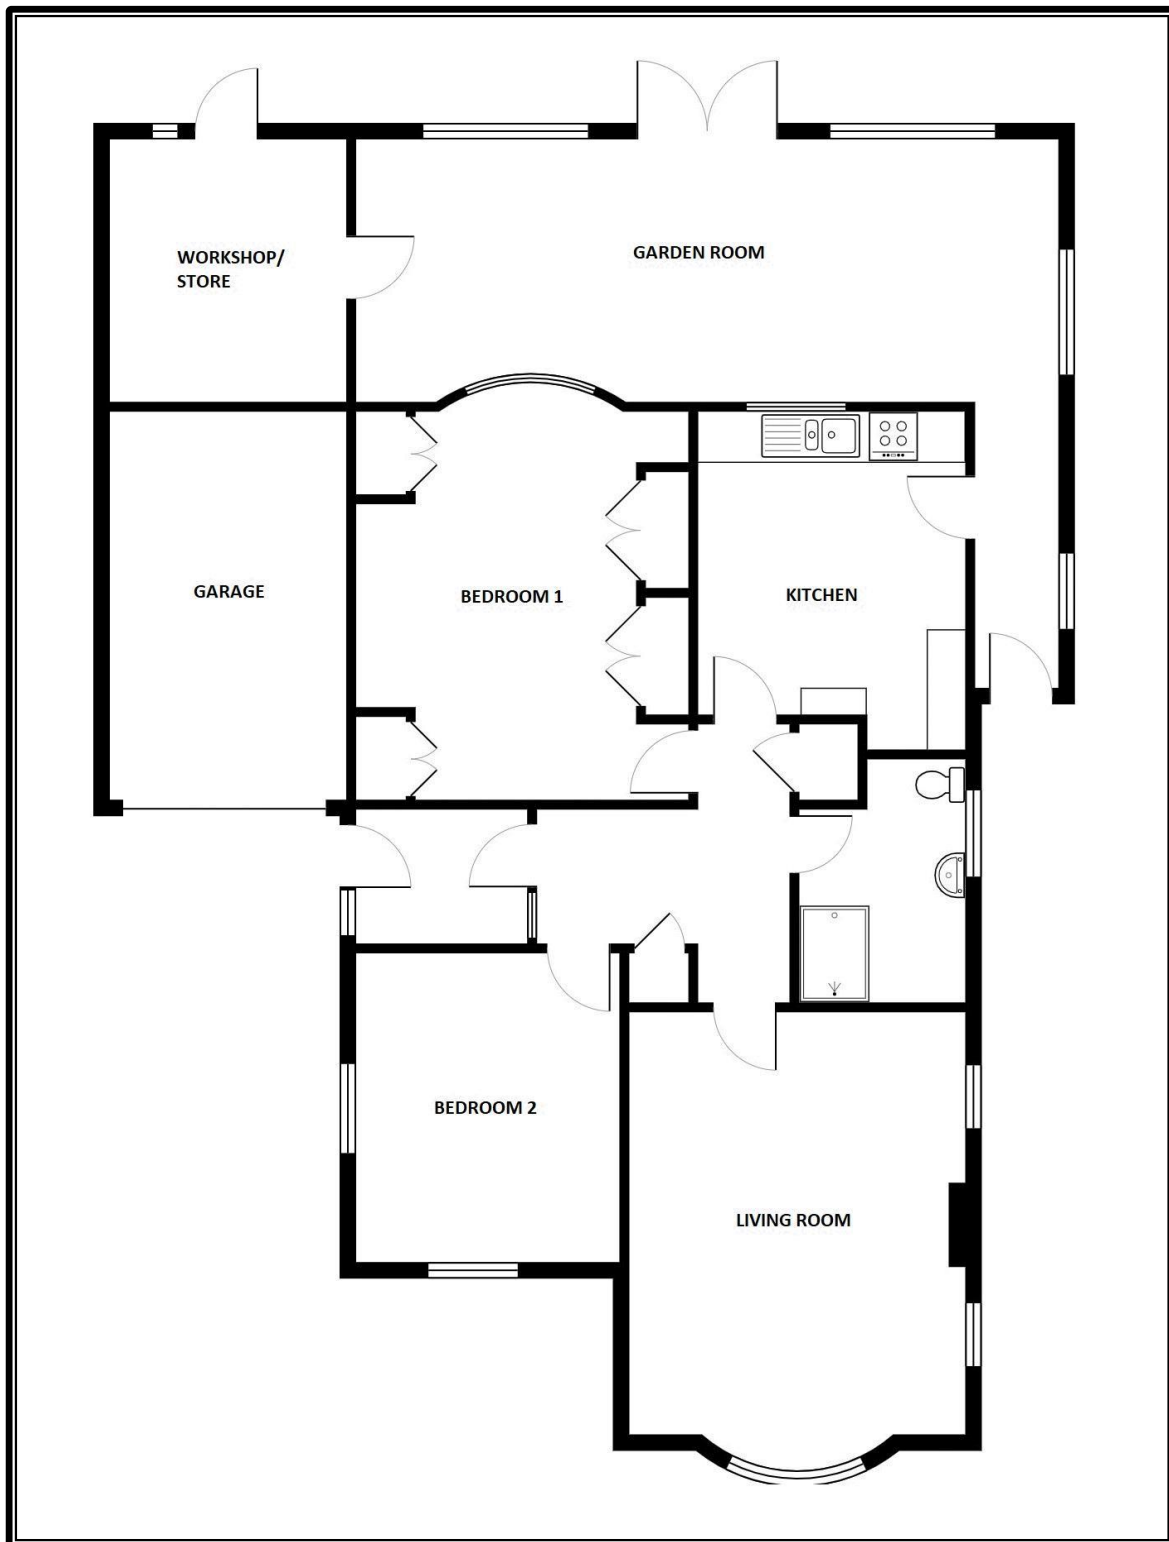 WORKSHOP/
STORE
GARDEN ROOM
GARAGE
BEDROOM 1
KITCHEN
BEDROOM 2
LIVING ROOM